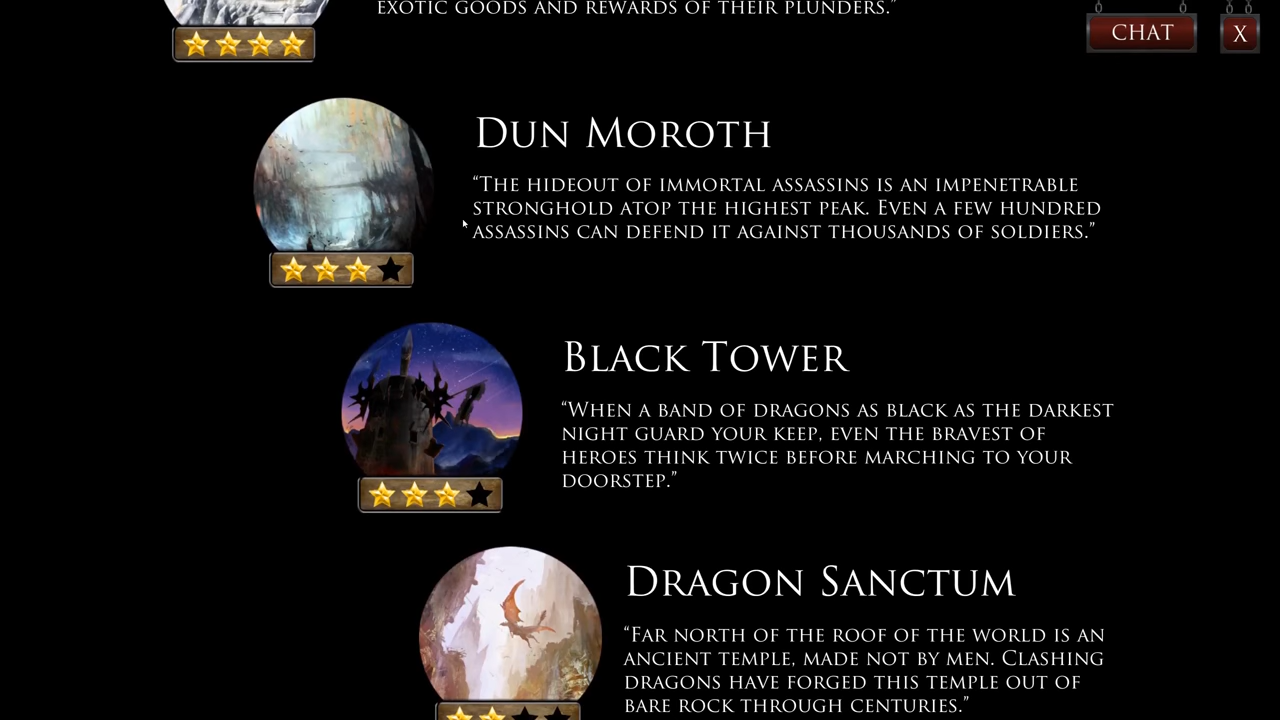 exotic goods and rewards of their plunders.”
CHAT
X
Dun Moroth
“The hideout of immortal assassins is an impenetrable
stronghold atop the highest peak. Even a few hundred
assassins can defend it against thousands of soldiers.”
Black Tower
“When a band of dragons as black as the darkest
night guard your keep, even the bravest of
heroes think twice before marching to your
doorstep.”
Dragon Sanctum
“Far north of the roof of the world is an
ancient temple, made not by men. Clashing
dragons have forged this temple out of
bare rock through centuries.”